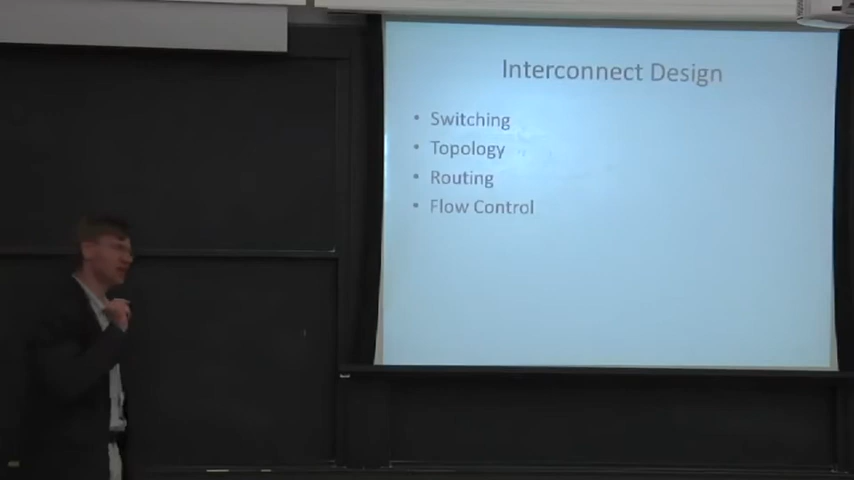 Interconnect Design
• Switching
• Topology
• Routing
• Flow Control